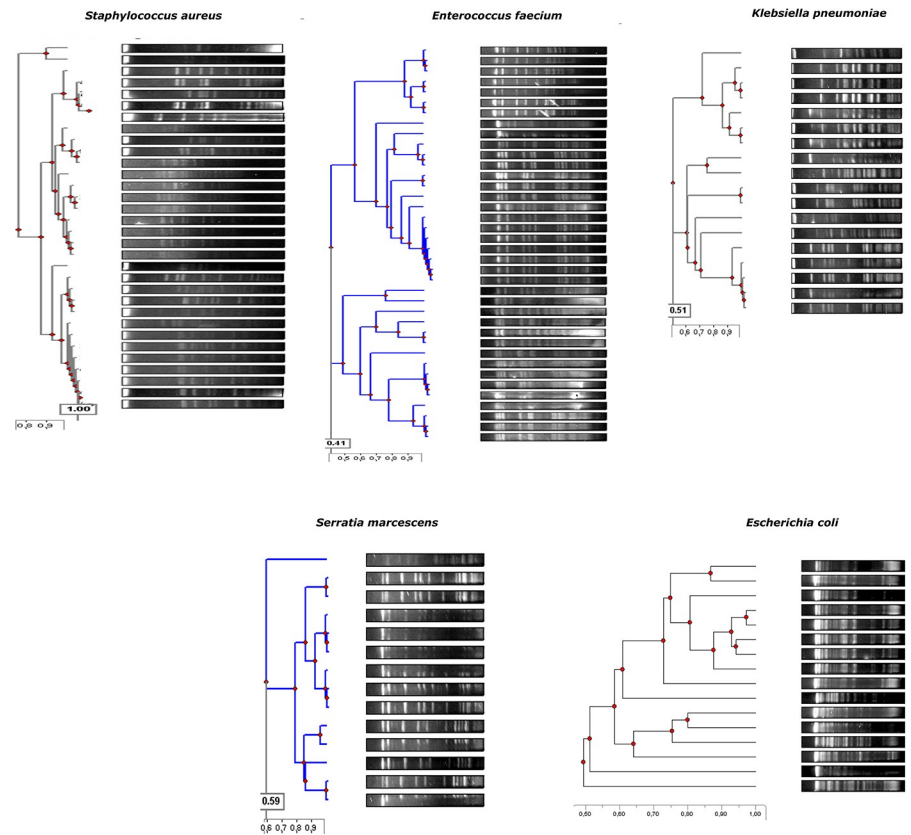 Staphylococcus aureus
Enterococcus faecium
Klebsiella pneumoniae
1.00
0,8 0,9
0.41
0,5 0,6 0,7 0,8 0,9
0.51
0,6 0,7 0,8 0,9
Serratia marcescens
Escherichia coli
0.59
0,6 0,7 0,8 0,9
0,60 0,60 0,70 0,80 0,90 1,00